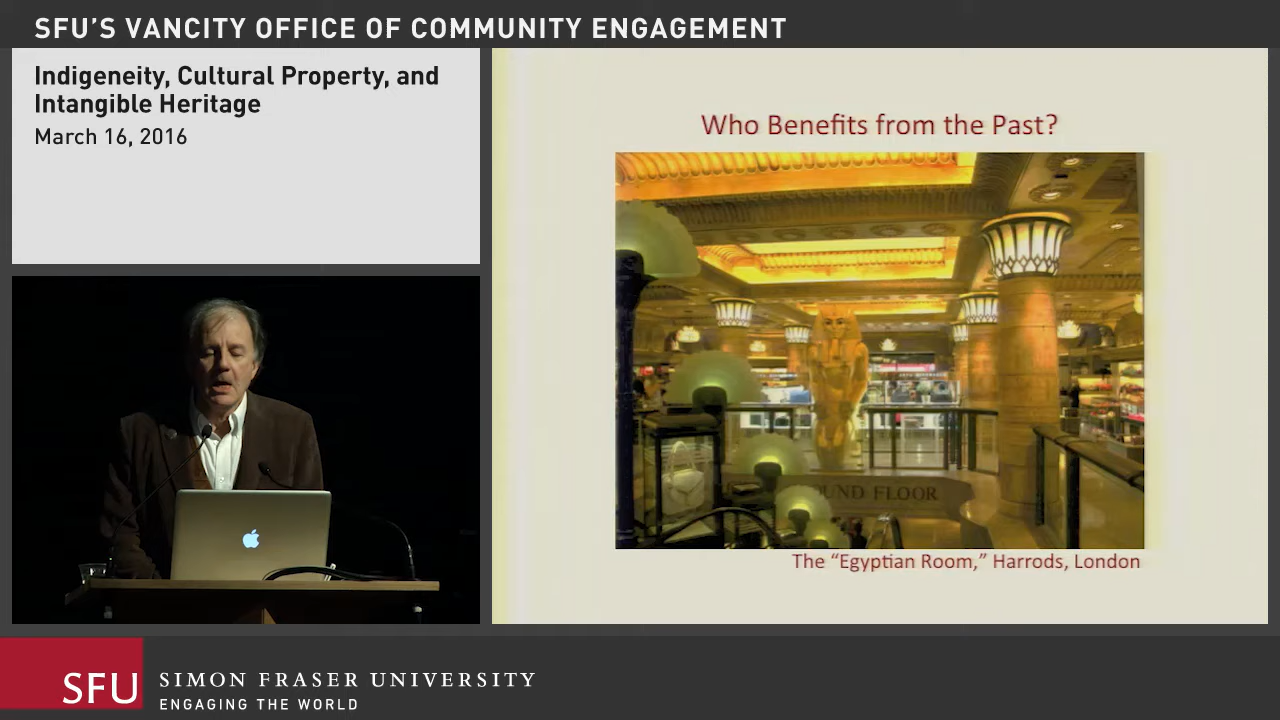 SFU'S VANCITY OFFICE OF COMMUNITY ENGAGEMENT
Indigeneity, Cultural Property, and
Intangible Heritage
March 16, 2016
Who Benefits from the Past?
FLOOR
The “Egyptian Room,” Harrods, London
SFU
SIMON FRASER UNIVERSITY
ENGAGING THE WORLD